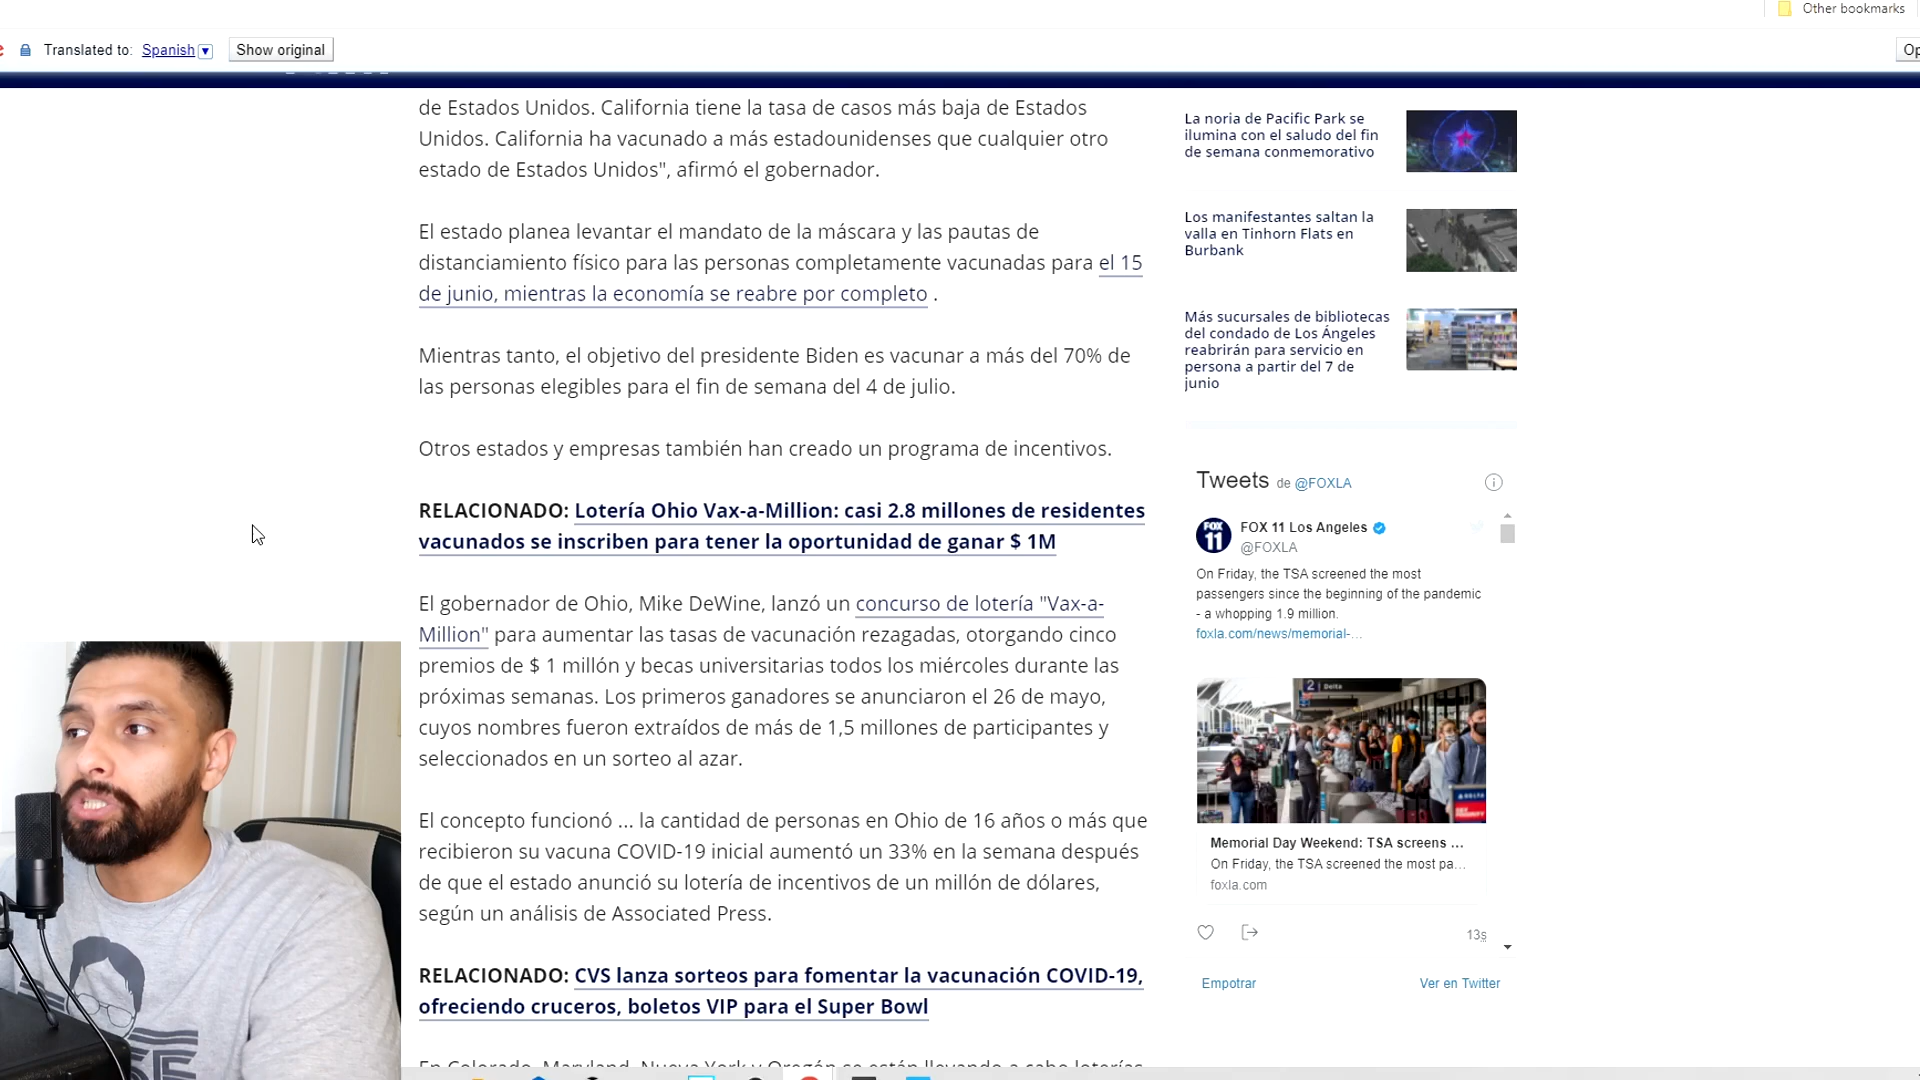 Other bookmarks
Translated to: Spanish Show original
de Estados Unidos. California tiene la tasa de casos más baja de Estados
Unidos. California ha vacunado a más estadounidenses que cualquier otro
estado de Estados Unidos", afirmó el gobernador.
El estado planea levantar el mandato de la máscara y las pautas de
distanciamiento físico para las personas completamente vacunadas para el 15
de junio, mientras la economía se reabre por completo .
Mientras tanto, el objetivo del presidente Biden es vacunar a más del 70% de
las personas elegibles para el fin de semana del 4 de julio.
Otros estados y empresas también han creado un programa de incentivos.
RELACIONADO: Lotería Ohio Vax-a-Million: casi 2.8 millones de residentes
vacunados se inscriben para tener la oportunidad de ganar $ 1M
El gobernador de Ohio, Mike DeWine, lanzó un concurso de lotería "Vax-a-
Million" para aumentar las tasas de vacunación rezagadas, otorgando cinco
premios de $ 1 millón y becas universitarias todos los miércoles durante las
próximas semanas. Los primeros ganadores se anunciaron el 26 de mayo,
cuyos nombres fueron extraídos de más de 1,5 millones de participantes y
seleccionados en un sorteo al azar.
El concepto funcionó ... la cantidad de personas en Ohio de 16 años o más que
recibieron su vacuna COVID-19 inicial aumentó un 33% en la semana después
de que el estado anunció su lotería de incentivos de un millón de dólares,
según un análisis de Associated Press.
RELACIONADO: CVS lanza sorteos para fomentar la vacunación COVID-19,
ofreciendo cruceros, boletos VIP para el Super Bowl
En Colorado, Maryland, Nueva York y Oregón se están llevando a cabo loterías
La noria de Pacific Park se
ilumina con el saludo del fin
de semana conmemorativo
Los manifestantes saltan la
valla en Tinhorn Flats en
Burbank
Más sucursales de bibliotecas
del condado de Los Ángeles
reabrirán para servicio en
persona a partir del 7 de
junio
Tweets de @FOXLA
FOX 11 Los Angeles
@FOXLA
FOX
11
On Friday, the TSA screened the most
passengers since the beginning of the pandemic
- a whopping 1.9 million.
foxla.com/news/memorial-...
2 Delta
Memorial Day Weekend: TSA screens ...
On Friday, the TSA screened the most pa...
foxla.com
13s
Empotrar
Ver en Twitter